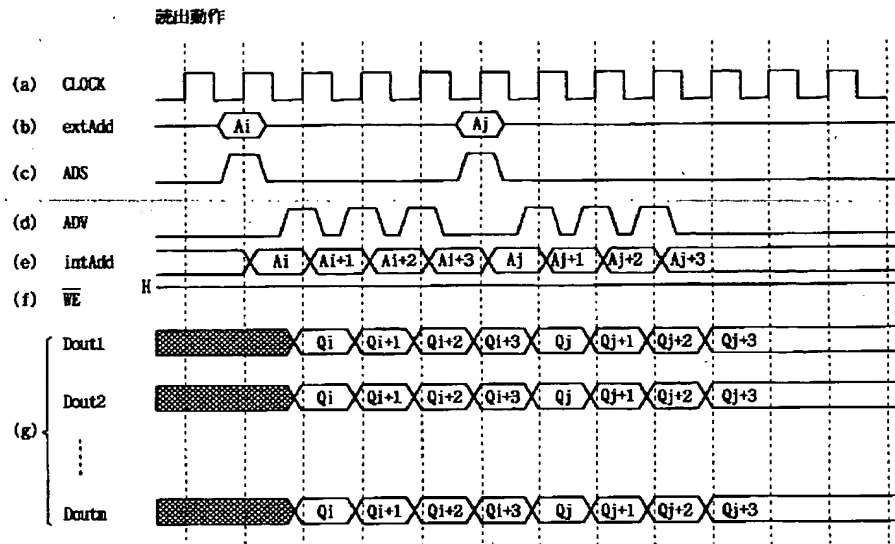 読出動作
(a) CLOCK
(b) extAdd Ai Aj
(c) ADS
(d) ADV
(e) intAdd Ai Ai+1 Ai+2 Ai+3 Aj Aj+1 Aj+2 Aj+3
(f) W̅E̅ H
(g)
Dout1 Qi Qi+1 Qi+2 Qi+3 Qj Qj+1 Qj+2 Qj+3
Dout2 Qi Qi+1 Qi+2 Qi+3 Qj Qj+1 Qj+2 Qj+3
Doutm Qi Qi+1 Qi+2 Qi+3 Qj Qj+1 Qj+2 Qj+3